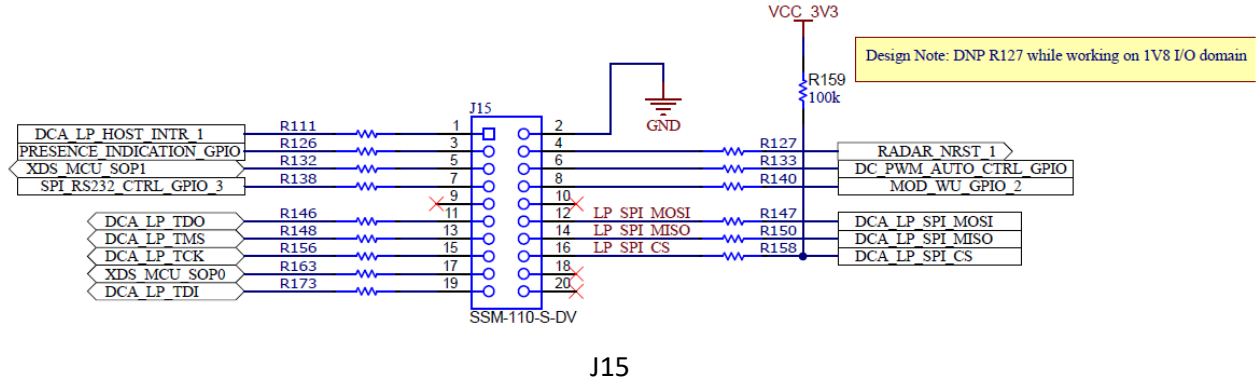 VCC_3V3
Design Note: DNP R127 while working on 1V8 I/O domain
R159
100k
J15
GND
DCA_LP_HOST_INTR_1 R111 1 2
PRESENCE_INDICATION_GPIO R126 3 4 R127 RADAR_NRST_1
XDS_MCU_SOP1 R132 5 6 R133 DC_PWM_AUTO_CTRL_GPIO
SPI_RS232_CTRL_GPIO_3 R138 7 8 R140 MOD_WU_GPIO_2
9 10
DCA_LP_TDO R146 11 12 LP_SPI_MOSI R147 DCA_LP_SPI_MOSI
DCA_LP_TMS R148 13 14 LP_SPI_MISO R150 DCA_LP_SPI_MISO
DCA_LP_TCK R156 15 16 LP_SPI_CS R158 DCA_LP_SPI_CS
XDS_MCU_SOP0 R163 17 18
DCA_LP_TDI R173 19 20
SSM-110-S-DV
J15